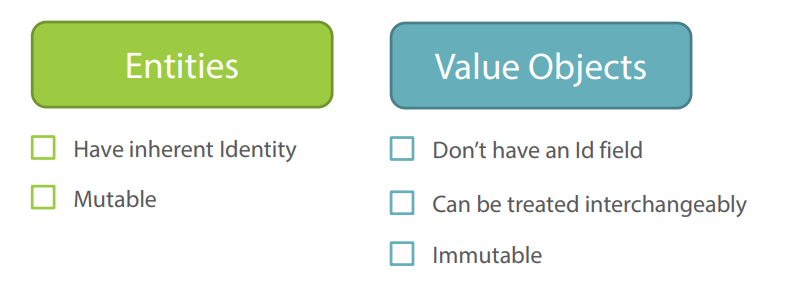 Entities
Have inherent Identity
Mutable
Value Objects
Don’t have an Id field
Can be treated interchangeably
Immutable